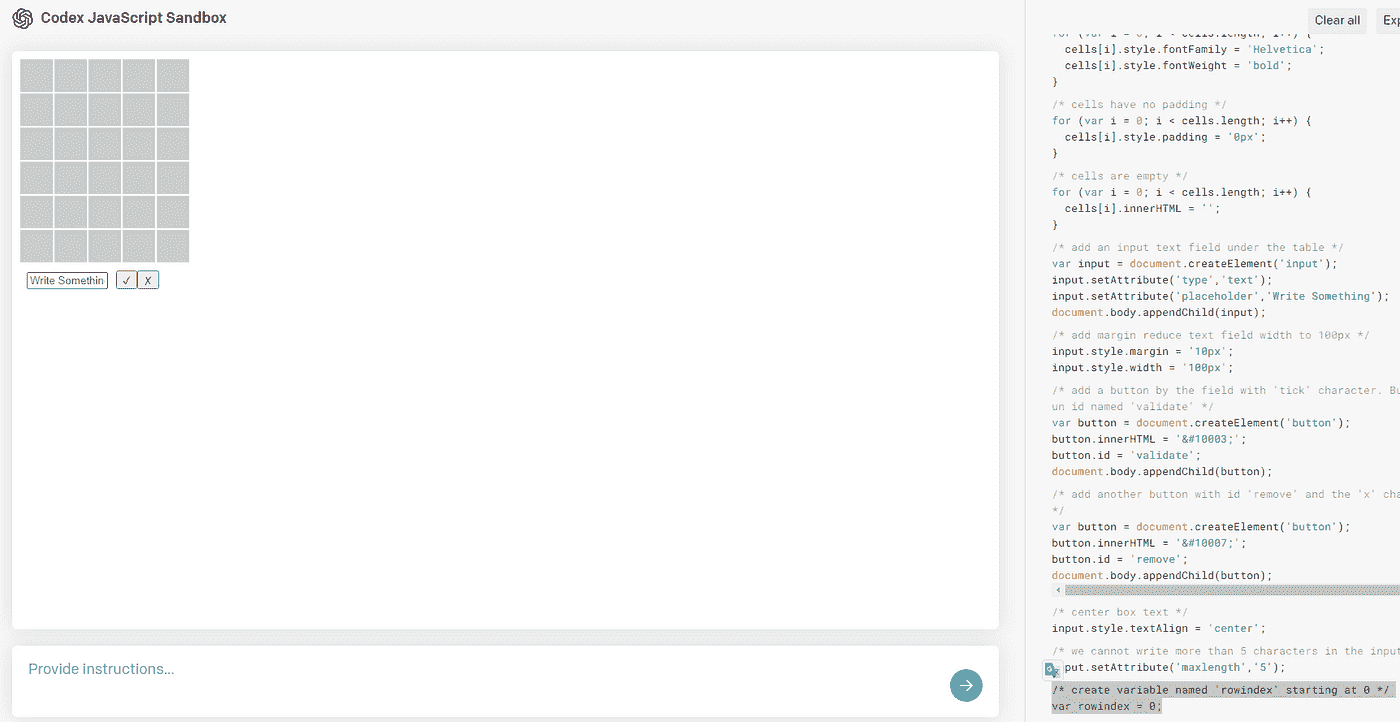 Codex JavaScript Sandbox
Write Somethin
✓
X
Provide instructions...
Clear all
for (var i = 0; i < cells.length; i++) {
cells[i].style.fontFamily = 'Helvetica';
cells[i].style.fontWeight = 'bold';
}
/* cells have no padding */
for (var i = 0; i < cells.length; i++) {
cells[i].style.padding = '0px';
}
/* cells are empty */
for (var i = 0; i < cells.length; i++) {
cells[i].innerHTML = '';
}
/* add an input text field under the table */
var input = document.createElement('input');
input.setAttribute('type','text');
input.setAttribute('placeholder','Write Something');
document.body.appendChild(input);
/* add margin reduce text field width to 100px */
input.style.margin = '10px';
input.style.width = '100px';
/* add a button by the field with 'tick' character.
un id named 'validate' */
var button = document.createElement('button');
button.innerHTML = '&#10003;';
button.id = 'validate';
document.body.appendChild(button);
/* add another button with id 'remove' and the 'x'
*/
var button = document.createElement('button');
button.innerHTML = '&#10007;';
button.id = 'remove';
document.body.appendChild(button);
/* center box text */
input.style.textAlign = 'center';
/* we cannot write more than 5 characters in the input
put.setAttribute('maxlength','5');
/* create variable named `rowindex` starting at 0 */
var rowindex = 0;